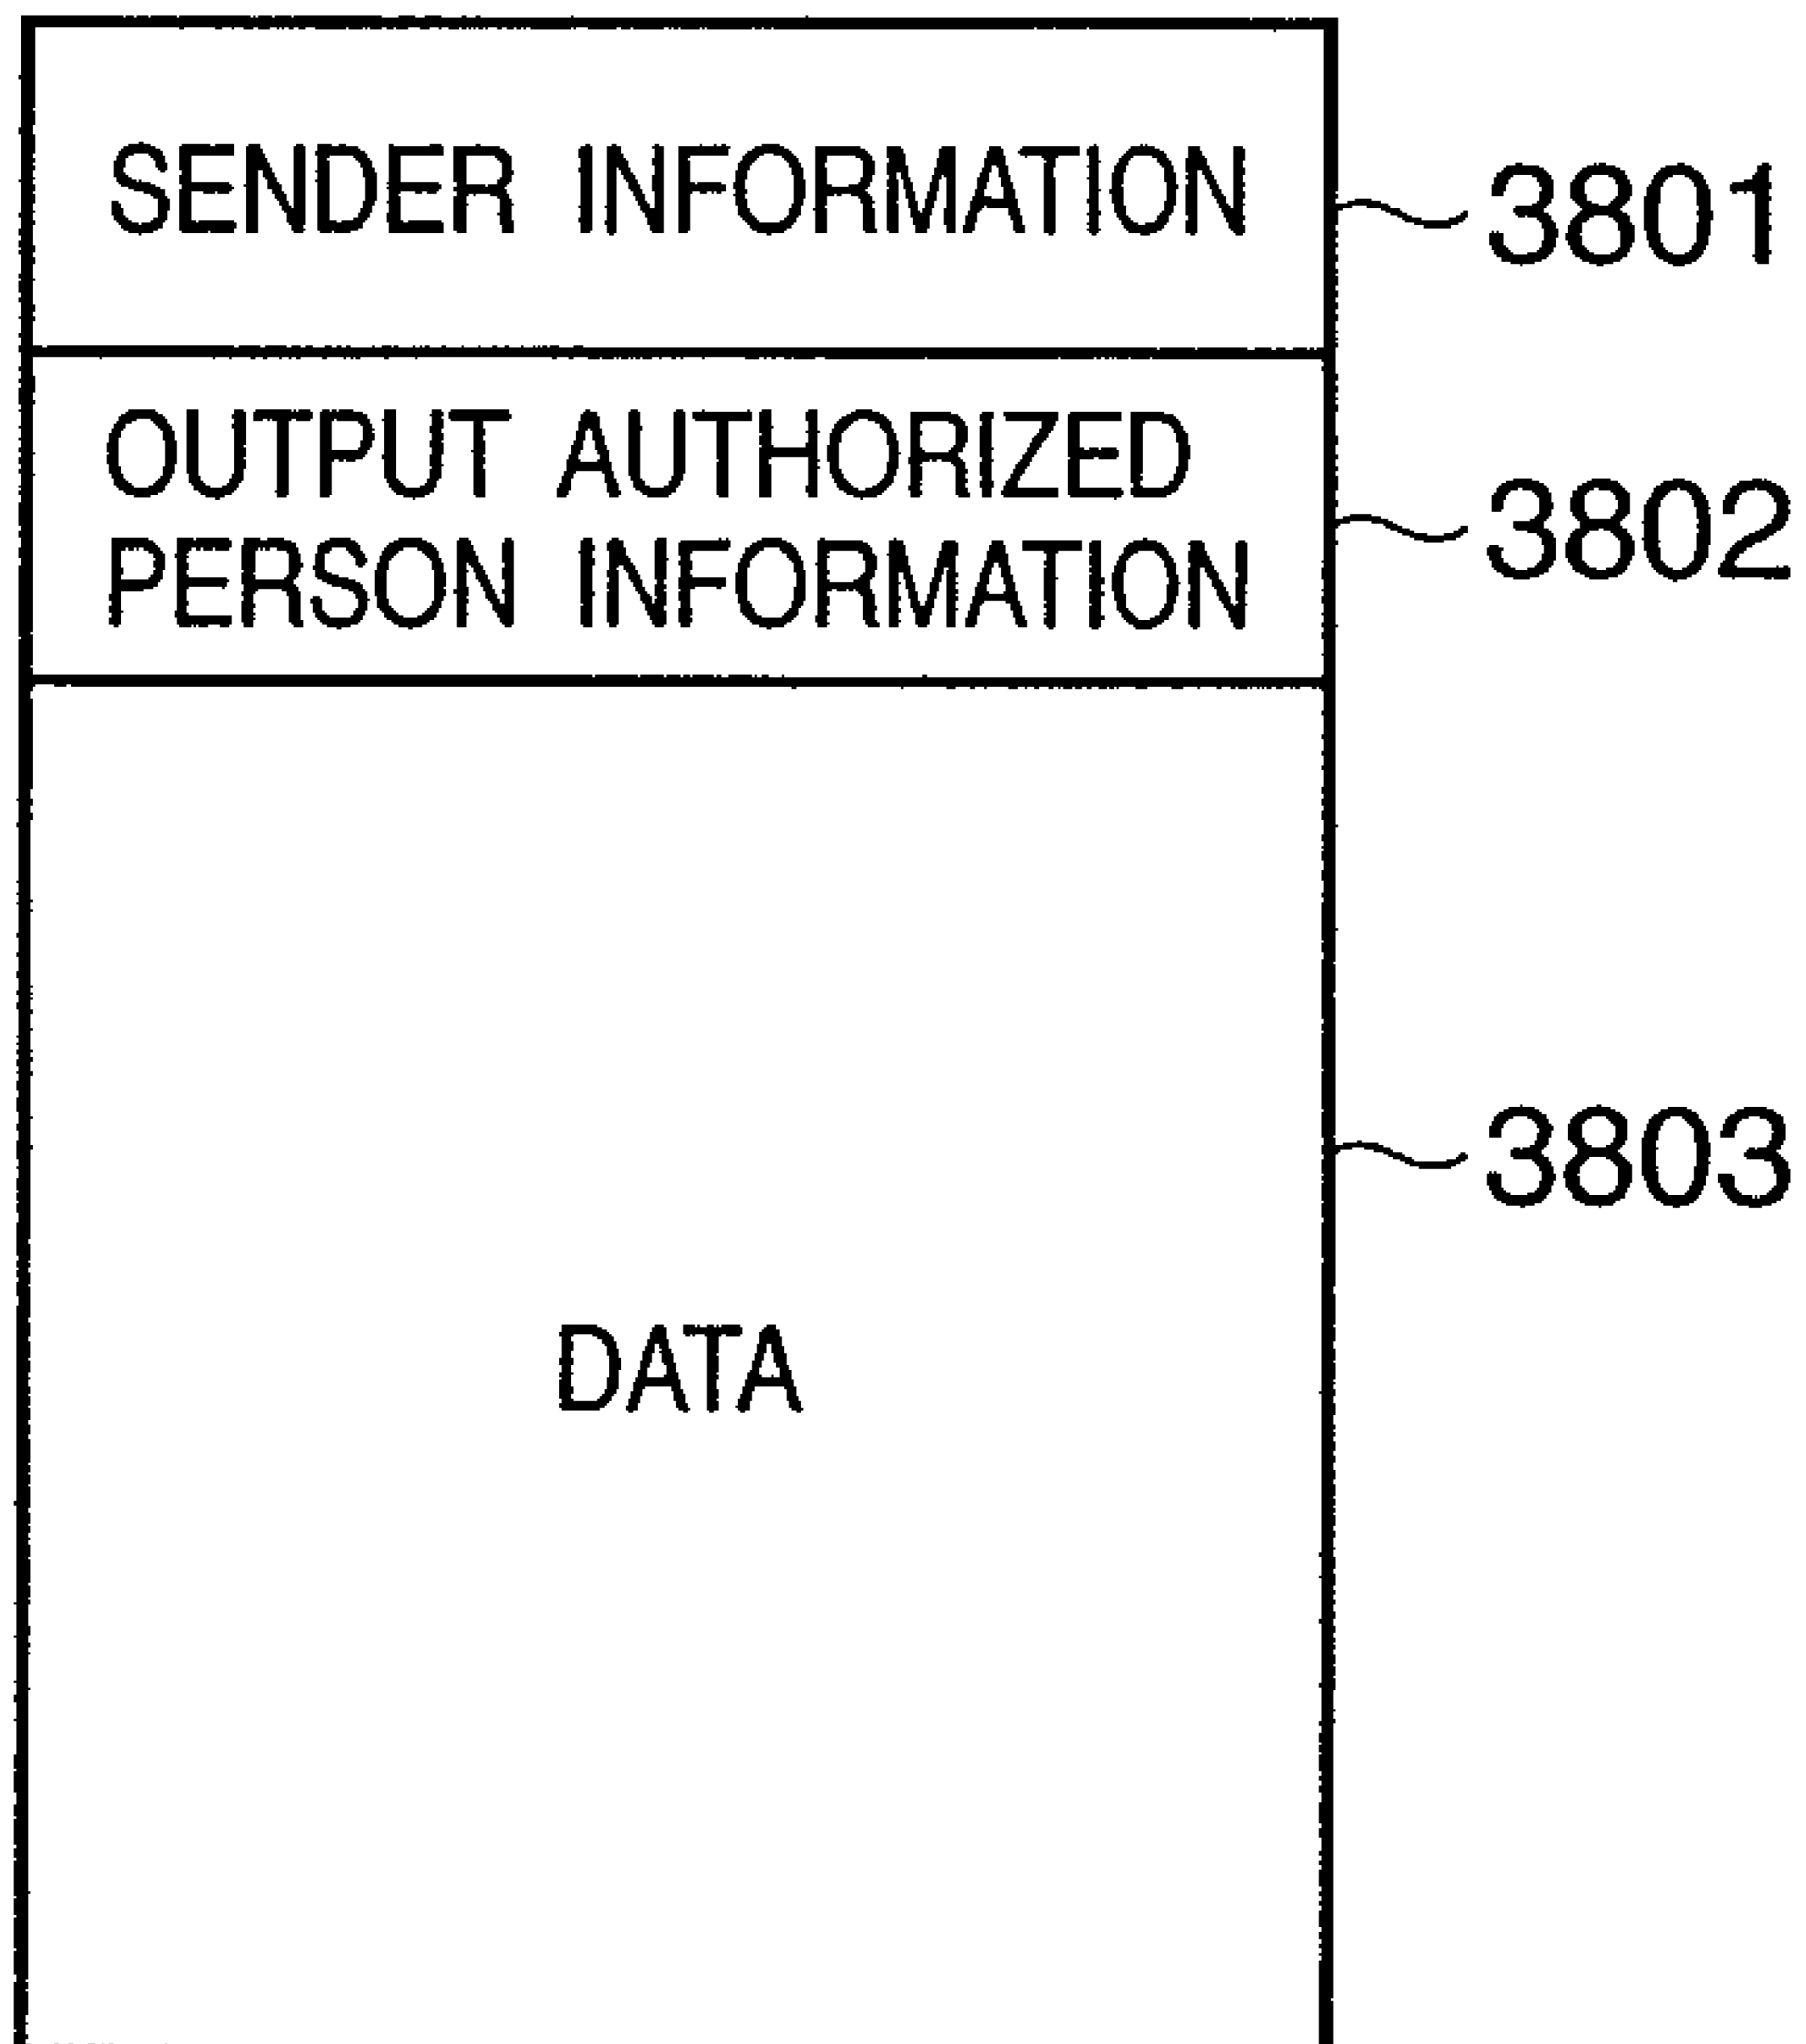 SENDER INFORMATION
3801
OUTPUT AUTHORIZED
PERSON INFORMATION
3802
3803
DATA